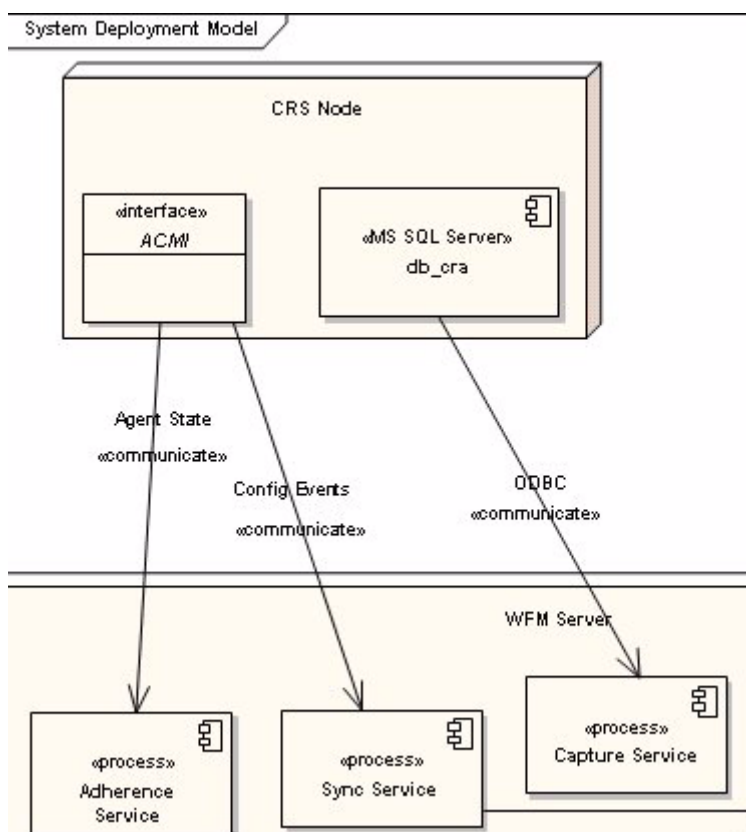 System Deployment Model
CRS Node
«interface»
ACMI
«MS SQL Server»
db_cra
Agent State
«communicate»
Config Events
«communicate»
ODBC
«communicate»
WFM Server
«process»
Adherence
Service
«process»
Sync Service
«process»
Capture Service